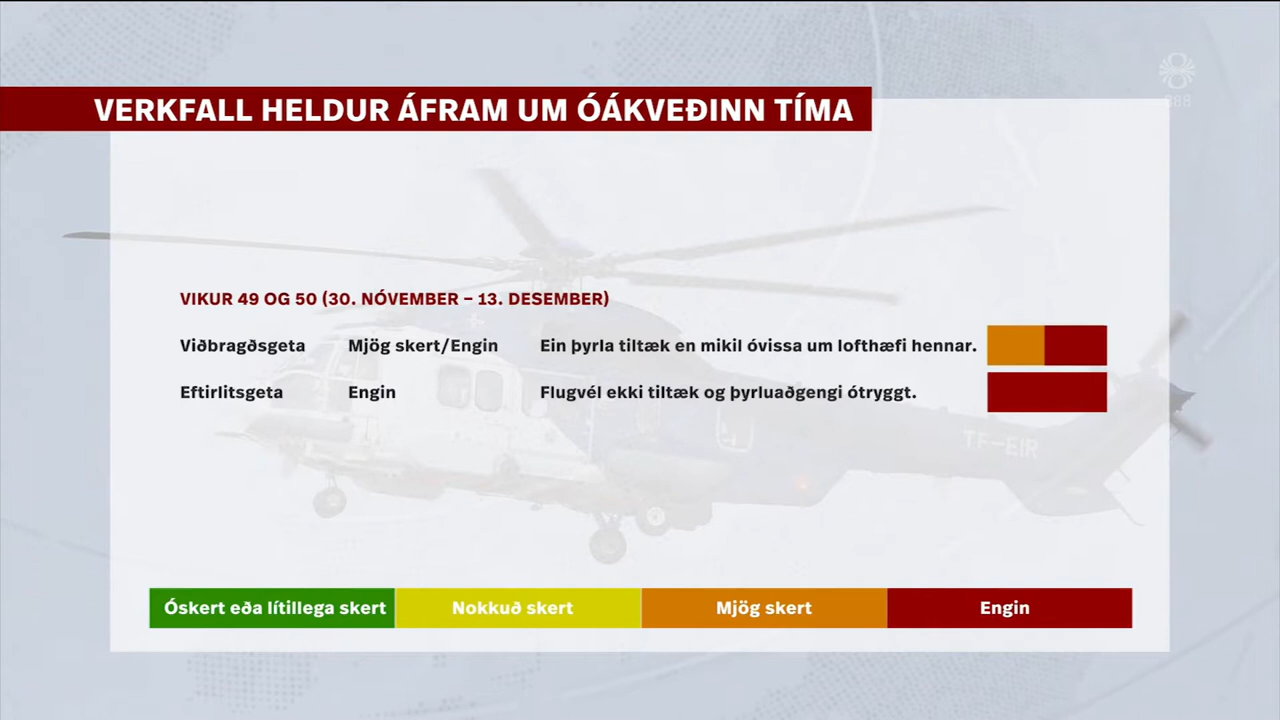 888
VERKFALL HELDUR ÁFRAM UM ÓÁKVEÐINN TÍMA
VIKUR 49 OG 50 (30. NÓVEMBER – 13. DESEMBER)
Viðbragðsgeta Mjög skert/Engin Ein þyrla tiltæk en mikil óvissa um lofthæfi hennar.
Eftirlitsgeta Engin Flugvél ekki tiltæk og þyrluaðgengi ótryggt.
TF-EIR
Óskert eða lítillega skert Nokkuð skert Mjög skert Engin